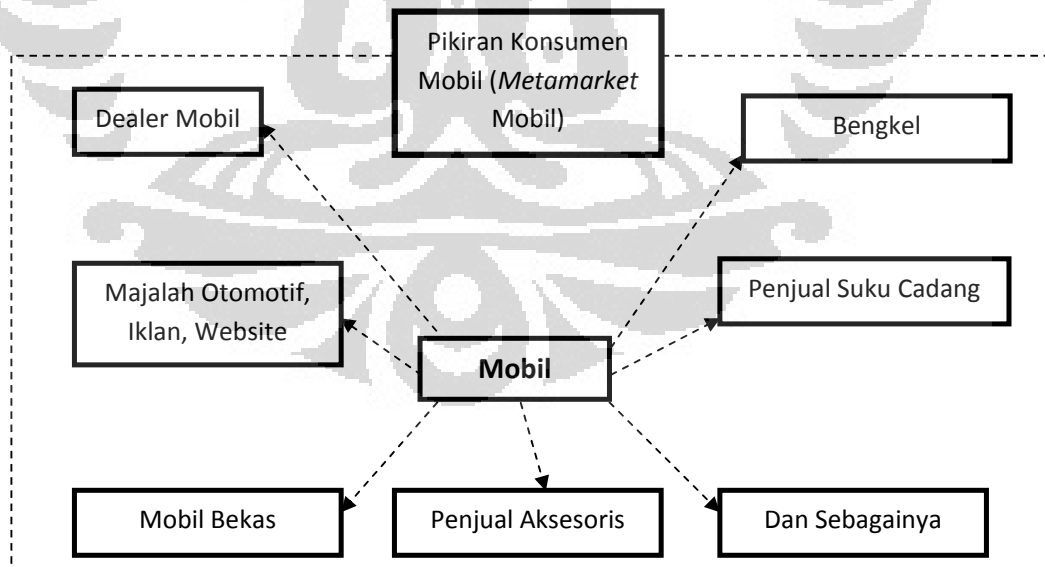 Pikiran Konsumen
Mobil (Metamarket
Mobil)
Dealer Mobil
Bengkel
Majalah Otomotif,
Iklan, Website
Penjual Suku Cadang
Mobil
Mobil Bekas
Penjual Aksesoris
Dan Sebagainya